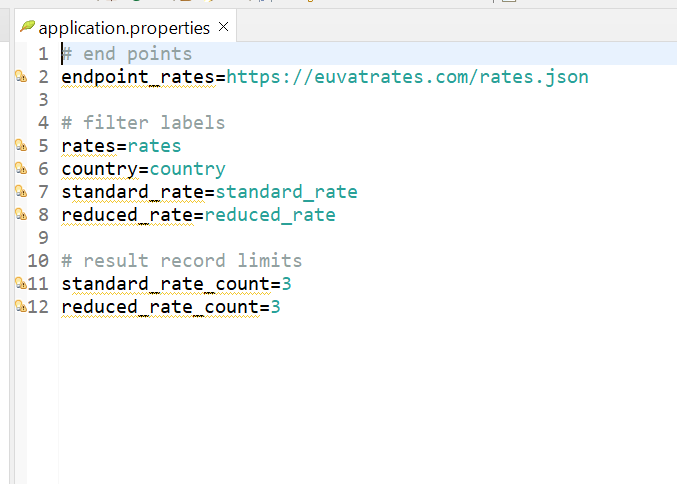 application.properties
1 # end points
2 endpoint_rates=https://euvatrates.com/rates.json
3
4 # filter labels
5 rates=rates
6 country=country
7 standard_rate=standard_rate
8 reduced_rate=reduced_rate
9
10 # result record limits
11 standard_rate_count=3
12 reduced_rate_count=3